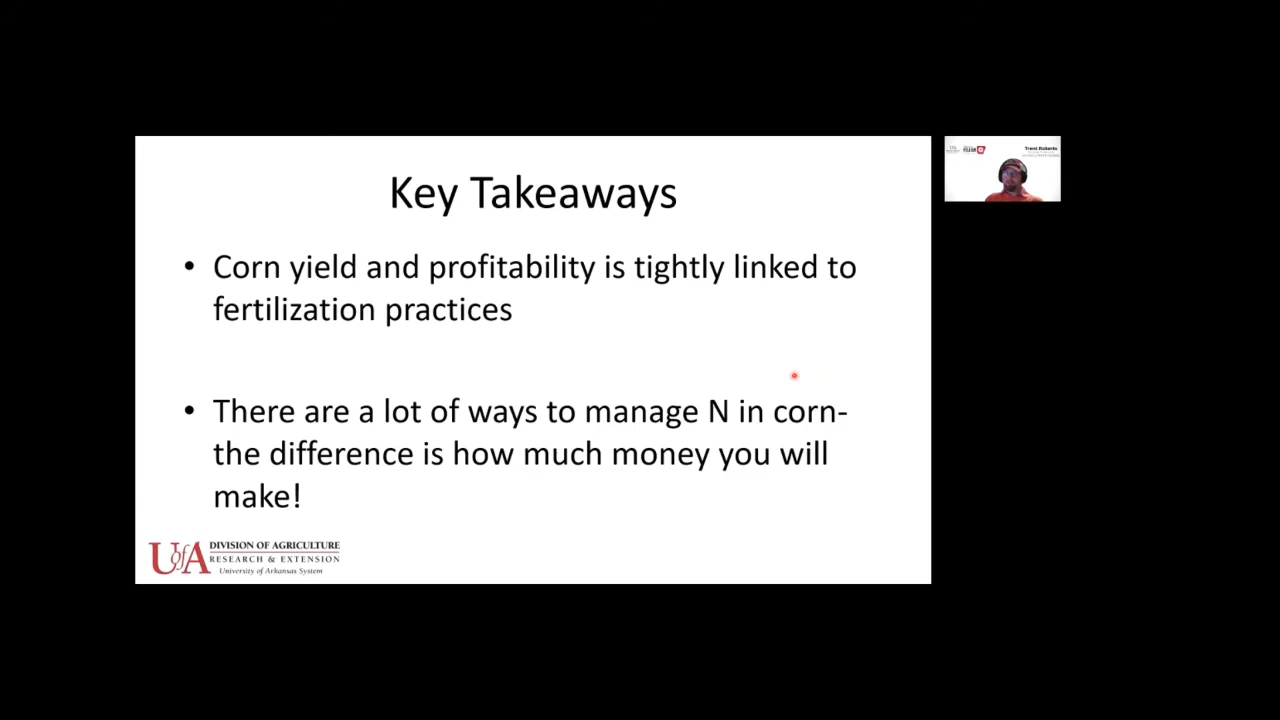 Key Takeaways
• Corn yield and profitability is tightly linked to
fertilization practices
• There are a lot of ways to manage N in corn-
the difference is how much money you will
make!
UofA
DIVISION OF AGRICULTURE
RESEARCH & EXTENSION
University of Arkansas System
Trent Roberts